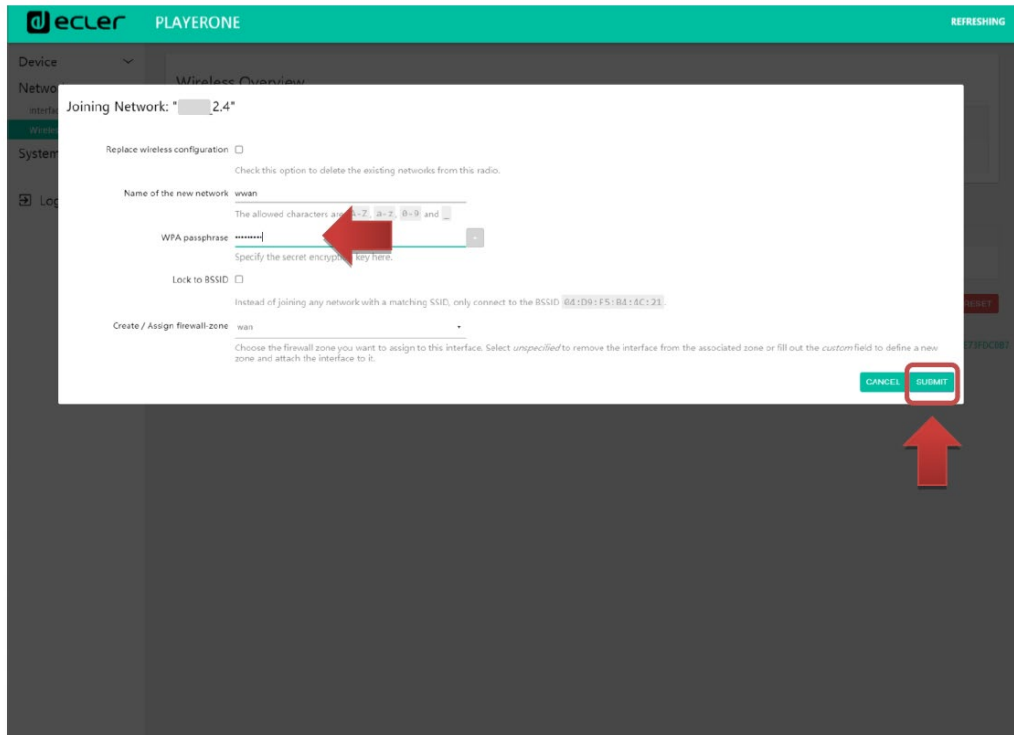 ecler PLAYERONE REFRESHING
Device
Wireless Overview
Joining Network: " _2.4"
Replace wireless configuration
Check this option to delete the existing networks from this radio.
Name of the new network wwan
The allowed characters are A-Z, a-z, 0-9 and _
WPA passphrase •••••••••
Specify the secret encryption key here.
Lock to BSSID
Instead of joining any network with a matching SSID, only connect to the BSSID 04:D9:F5:B4:4C:21.
RESET
Create / Assign firewall-zone wan
Choose the firewall zone you want to assign to this interface. Select unspecified to remove the interface from the associated zone or fill out the custom field to define a new
zone and attach the interface to it.
CANCEL SUBMIT